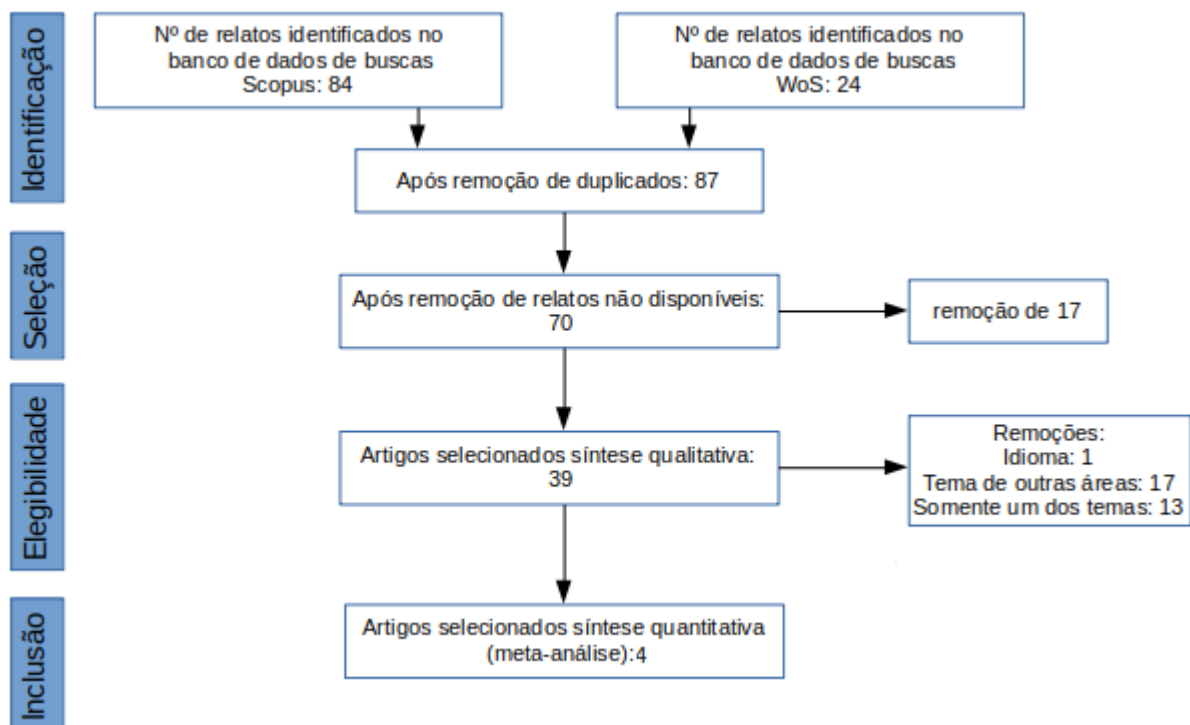 Identificação
Nº de relatos identificados no
banco de dados de buscas
Scopus: 84
Nº de relatos identificados no
banco de dados de buscas
WoS: 24
Após remoção de duplicados: 87
Seleção
Após remoção de relatos não disponíveis:
70
remoção de 17
Elegibilidade
Artigos selecionados síntese qualitativa:
39
Remoções:
Idioma: 1
Tema de outras áreas: 17
Somente um dos temas: 13
Inclusão
Artigos selecionados síntese quantitativa
(meta-análise):4